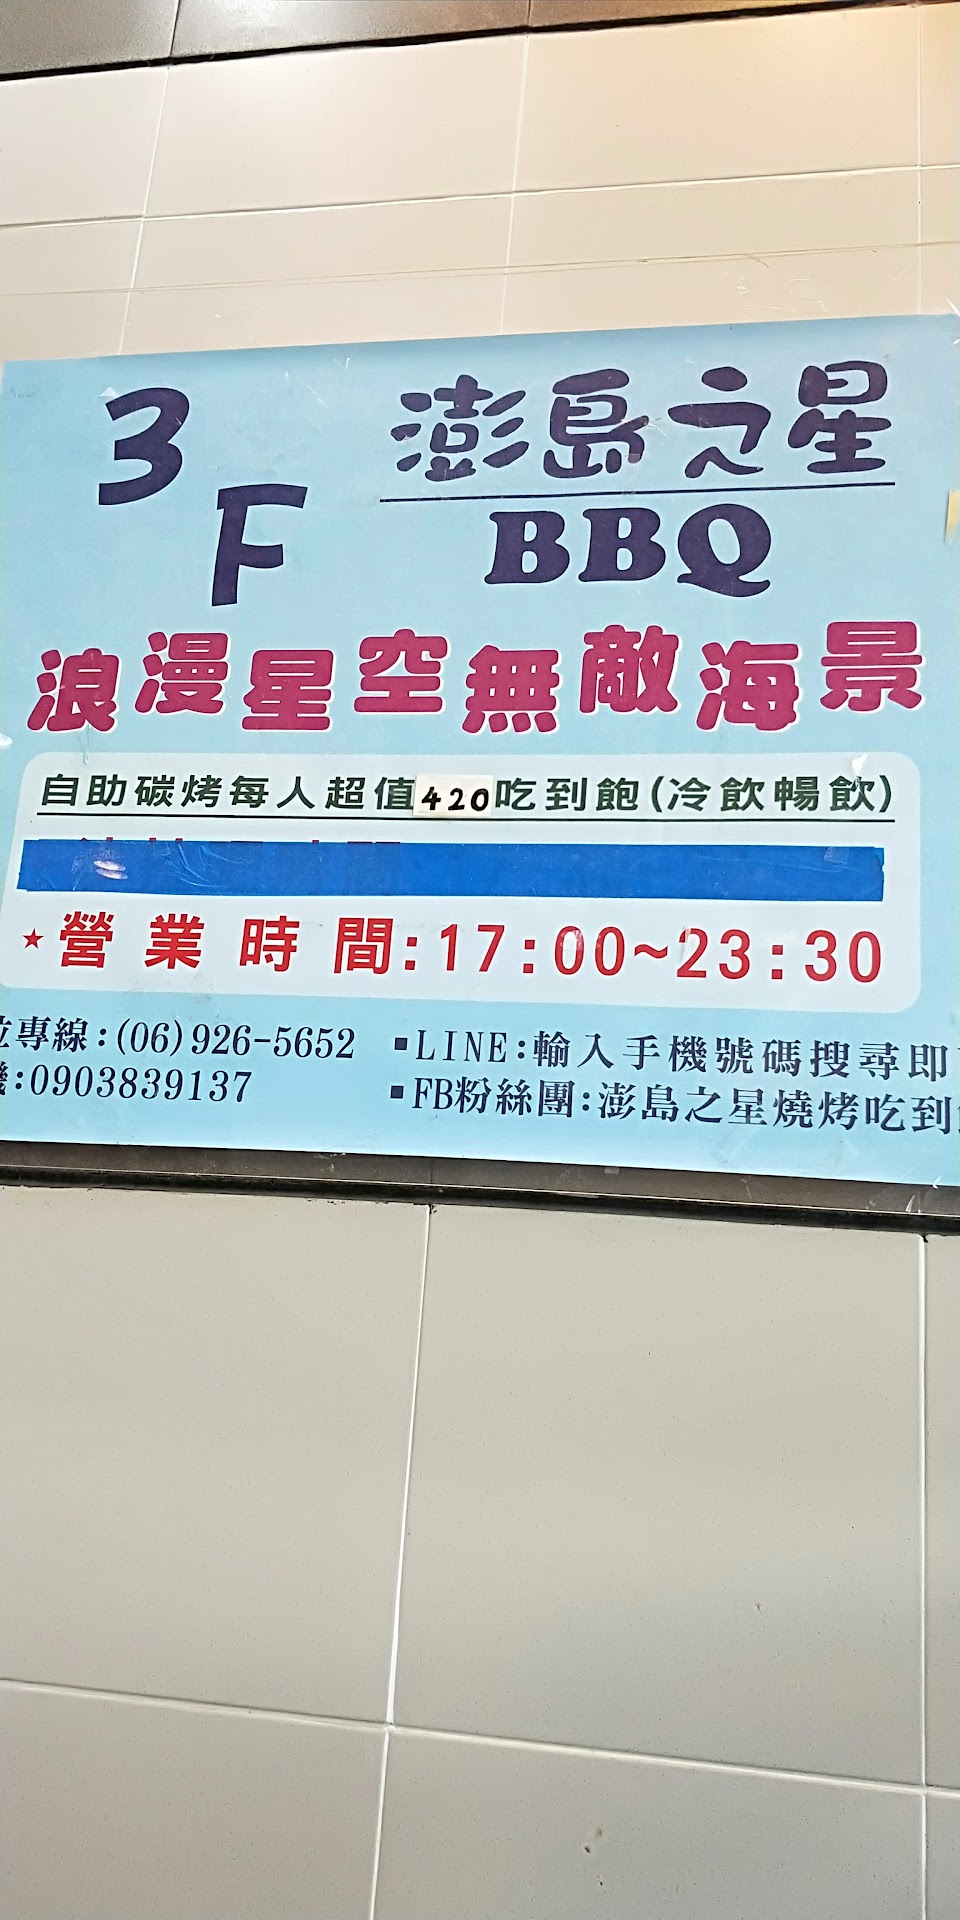 3F
澎島之星
BBQ
浪漫星空無敵海景
自助碳烤每人超值420吃到飽(冷飲暢飲)
★營業時間:17:00~23:30
專線:(06)926-5652
:0903839137
▪LINE:輸入手機號碼搜尋即
▪FB粉絲團:澎島之星燒烤吃到